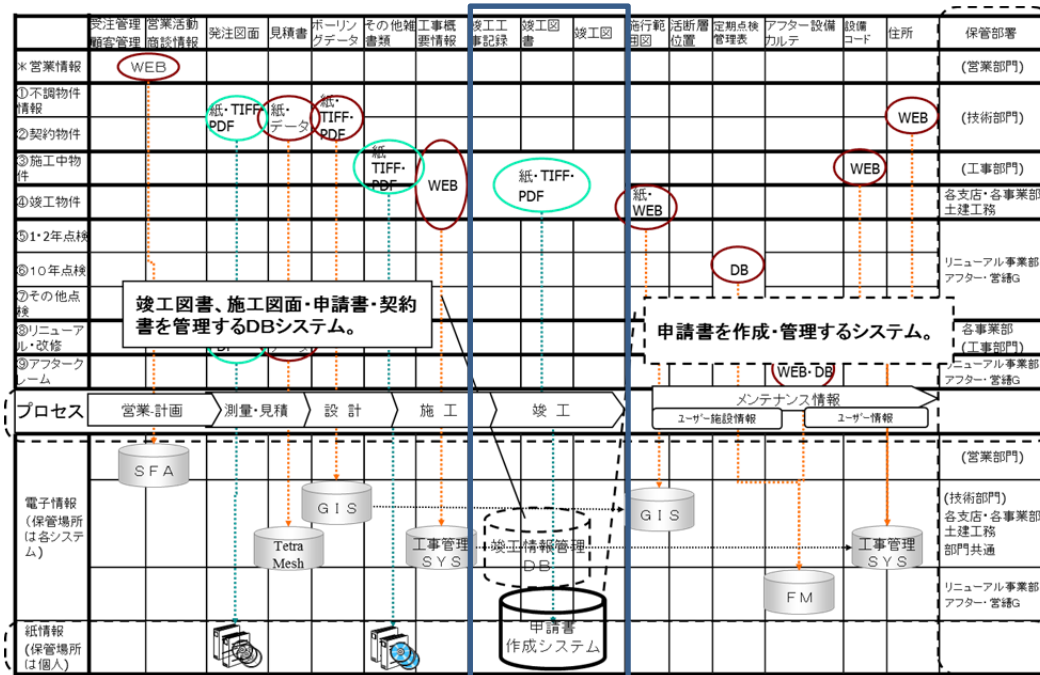 受注管理
顧客管理
営業活動
商談情報
発注図面
見積書
ボーリン
グデータ
その他雑
書類
工事概
要情報
竣工工
事記録
竣工図
書
竣工図
施行範
囲図
活断層
位置
定期点検
管理表
アフター設備
カルテ
設備
コード
住所
保管部署
*営業情報
WEB
(営業部門)
①不調物件
情報
紙・TIFF・
PDF
紙・
データ
紙・
TIFF・
PDF
WEB
(技術部門)
②契約物件
③施工中物
件
紙
TIFF・
PDF・
WEB
紙・TIFF・
PDF
WEB
(工事部門)
④竣工物件
紙・
WEB
各支店・各事業部
土建工務
⑤1・2年点検
⑥10年点検
DB
リニューアル事業部
アフター・営繕G
⑦その他点
検
竣工図書、施工図面・申請書・契約
書を管理するDBシステム。
申請書を作成・管理するシステム。
⑧リニューア
ル・改修
各事業部
(工事部門)
⑨アフターク
レーム
WEB・DB
リニューアル事業部
アフター・営繕G
プロセス
営業・計画
測量・見積
設 計
施 工
竣 工
メンテナンス情報
ユーザー施設情報
ユーザー情報
電子情報
(保管場所
は各システ
ム)
SFA
(営業部門)
GIS
GIS
(技術部門)
各支店・各事業部
土建工務
部門共通
Tetra
Mesh
工事管理
SYS
竣工情報管理
DB
工事管理
SYS
FM
リニューアル事業部
アフター・営繕G
紙情報
(保管場所
は個人)
申請書
作成システム